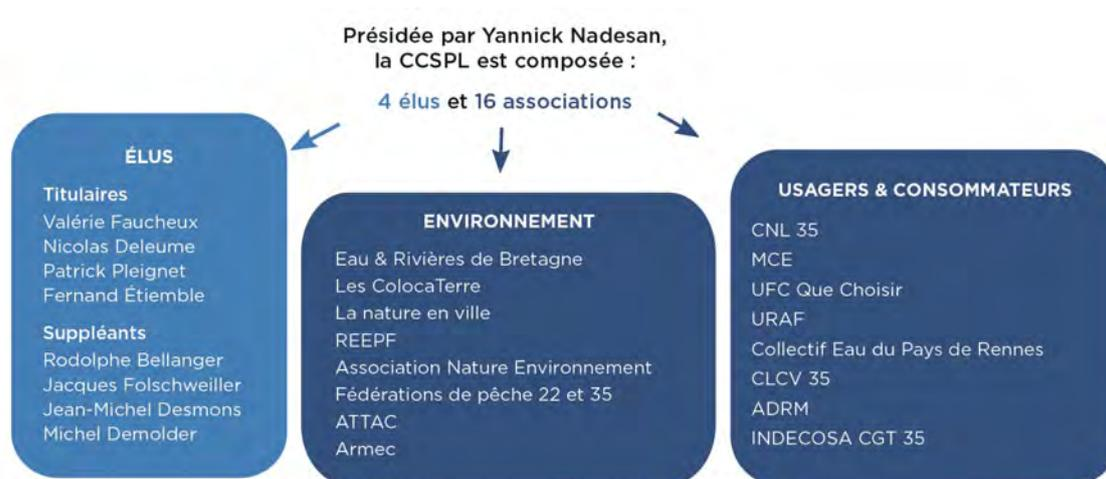 Présidée par Yannick Nadesan,
la CCSPL est composée :
4 élus et 16 associations
ÉLUS
Titulaires
Valérie Faucheux
Nicolas Deleume
Patrick Pleignet
Fernand Étiemble
Suppléants
Rodolphe Bellanger
Jacques Folschweiller
Jean-Michel Desmons
Michel Demolder
ENVIRONNEMENT
Eau & Rivières de Bretagne
Les ColocaTerre
La nature en ville
REEPF
Association Nature Environnement
Fédérations de pêche 22 et 35
ATTAC
Armec
USAGERS & CONSOMMATEURS
CNL 35
MCE
UFC Que Choisir
URAF
Collectif Eau du Pays de Rennes
CLCV 35
ADRM
INDECOSA CGT 35